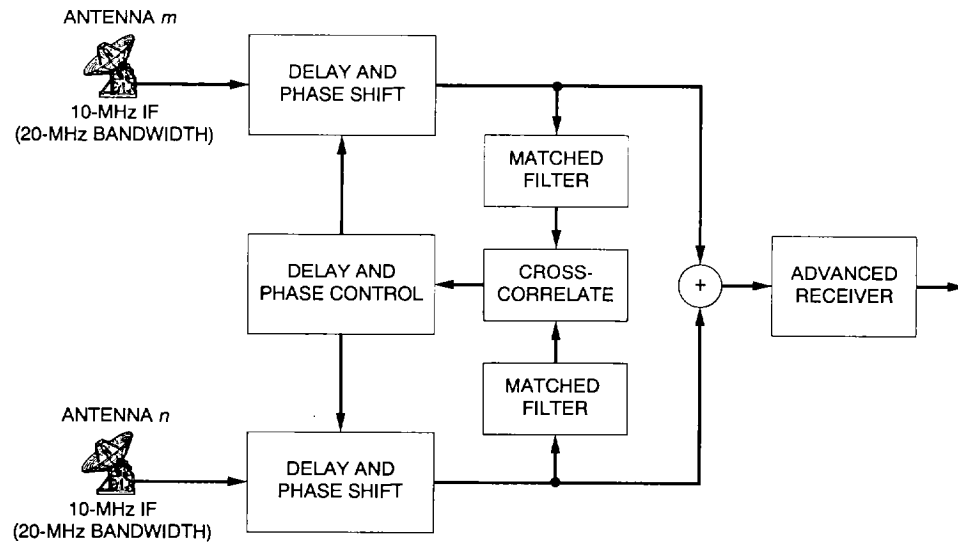 ANTENNA m
10-MHz IF
(20-MHz BANDWIDTH)
DELAY AND
PHASE SHIFT
MATCHED
FILTER
DELAY AND
PHASE CONTROL
CROSS-
CORRELATE
+
ADVANCED
RECEIVER
MATCHED
FILTER
ANTENNA n
10-MHz IF
(20-MHz BANDWIDTH)
DELAY AND
PHASE SHIFT